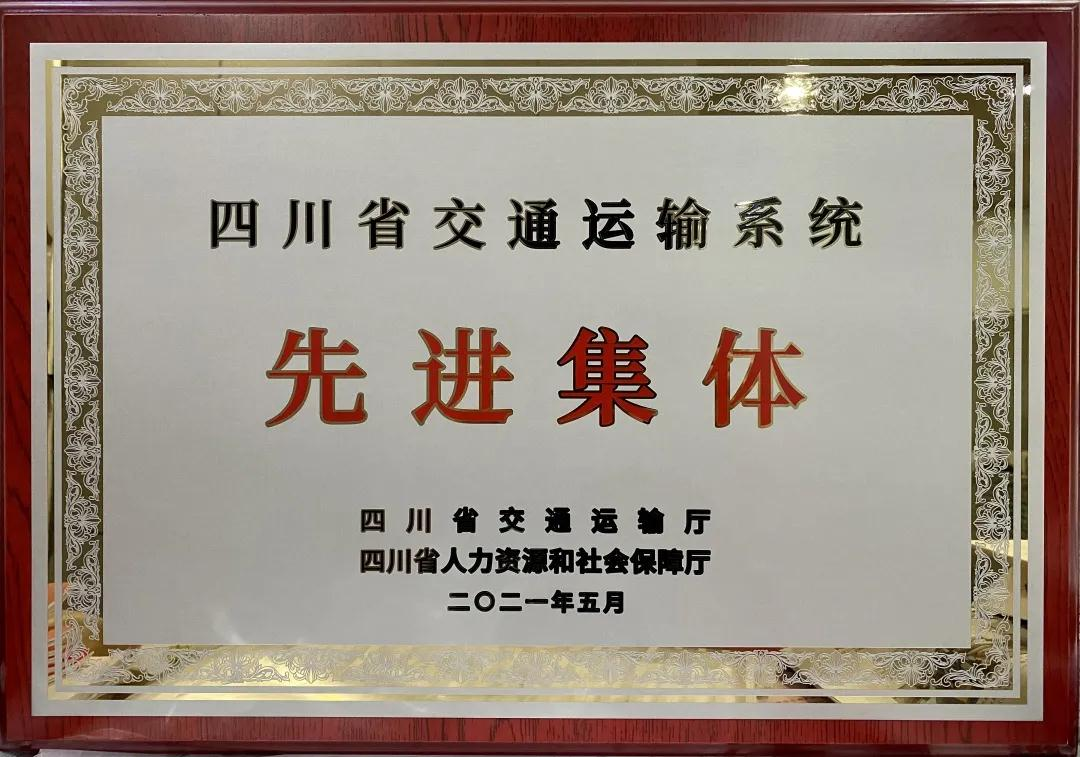 四川省交通运输系统
先进集体
四川省交通运输厅
四川省人力资源和社会保障厅
二〇二一年五月